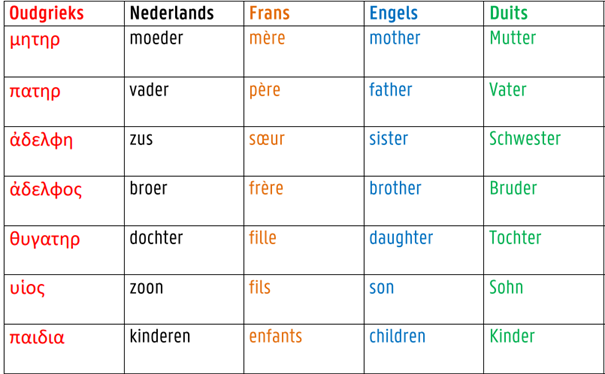 Oudgrieks Nederlands Frans Engels Duits
μητηρ moeder mère mother Mutter
πατηρ vader père father Vater
ἀδελφη zus sœur sister Schwester
ἀδελφος broer frère brother Bruder
θυγατηρ dochter fille daughter Tochter
υἱος zoon fils son Sohn
παιδια kinderen enfants children Kinder